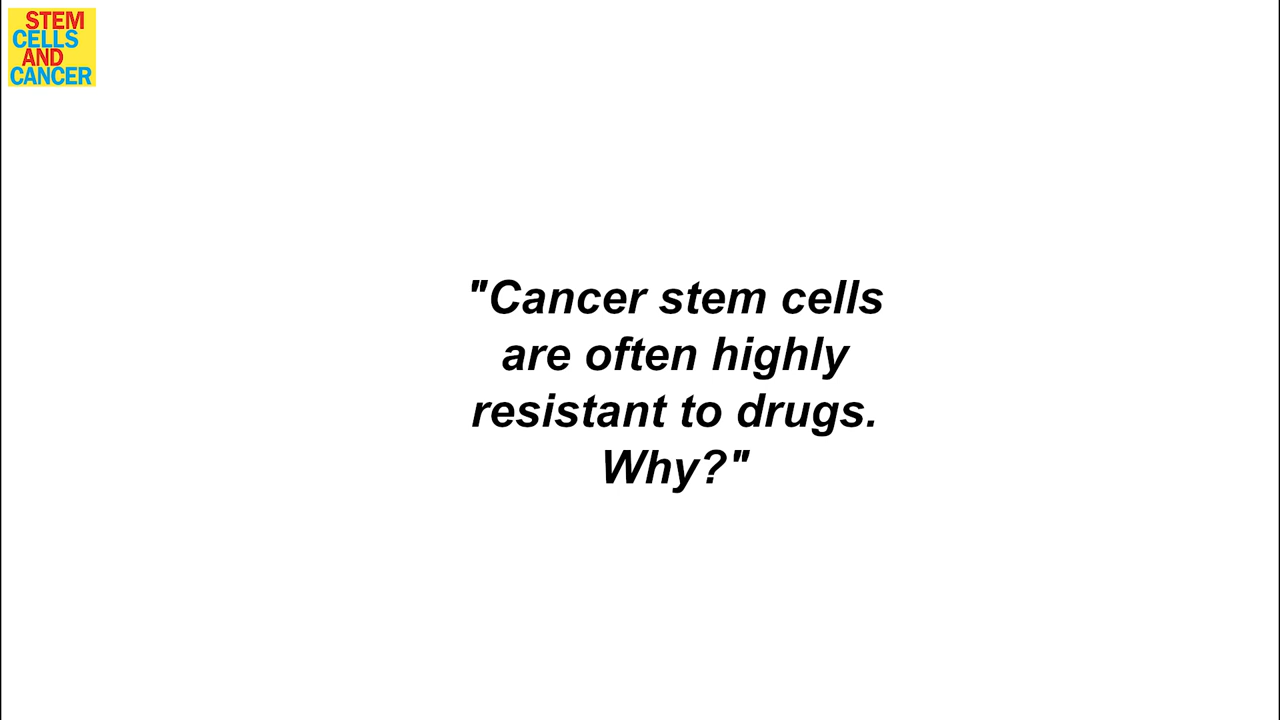 STEM
CELLS
AND
CANCER
"Cancer stem cells
are often highly
resistant to drugs.
Why?"